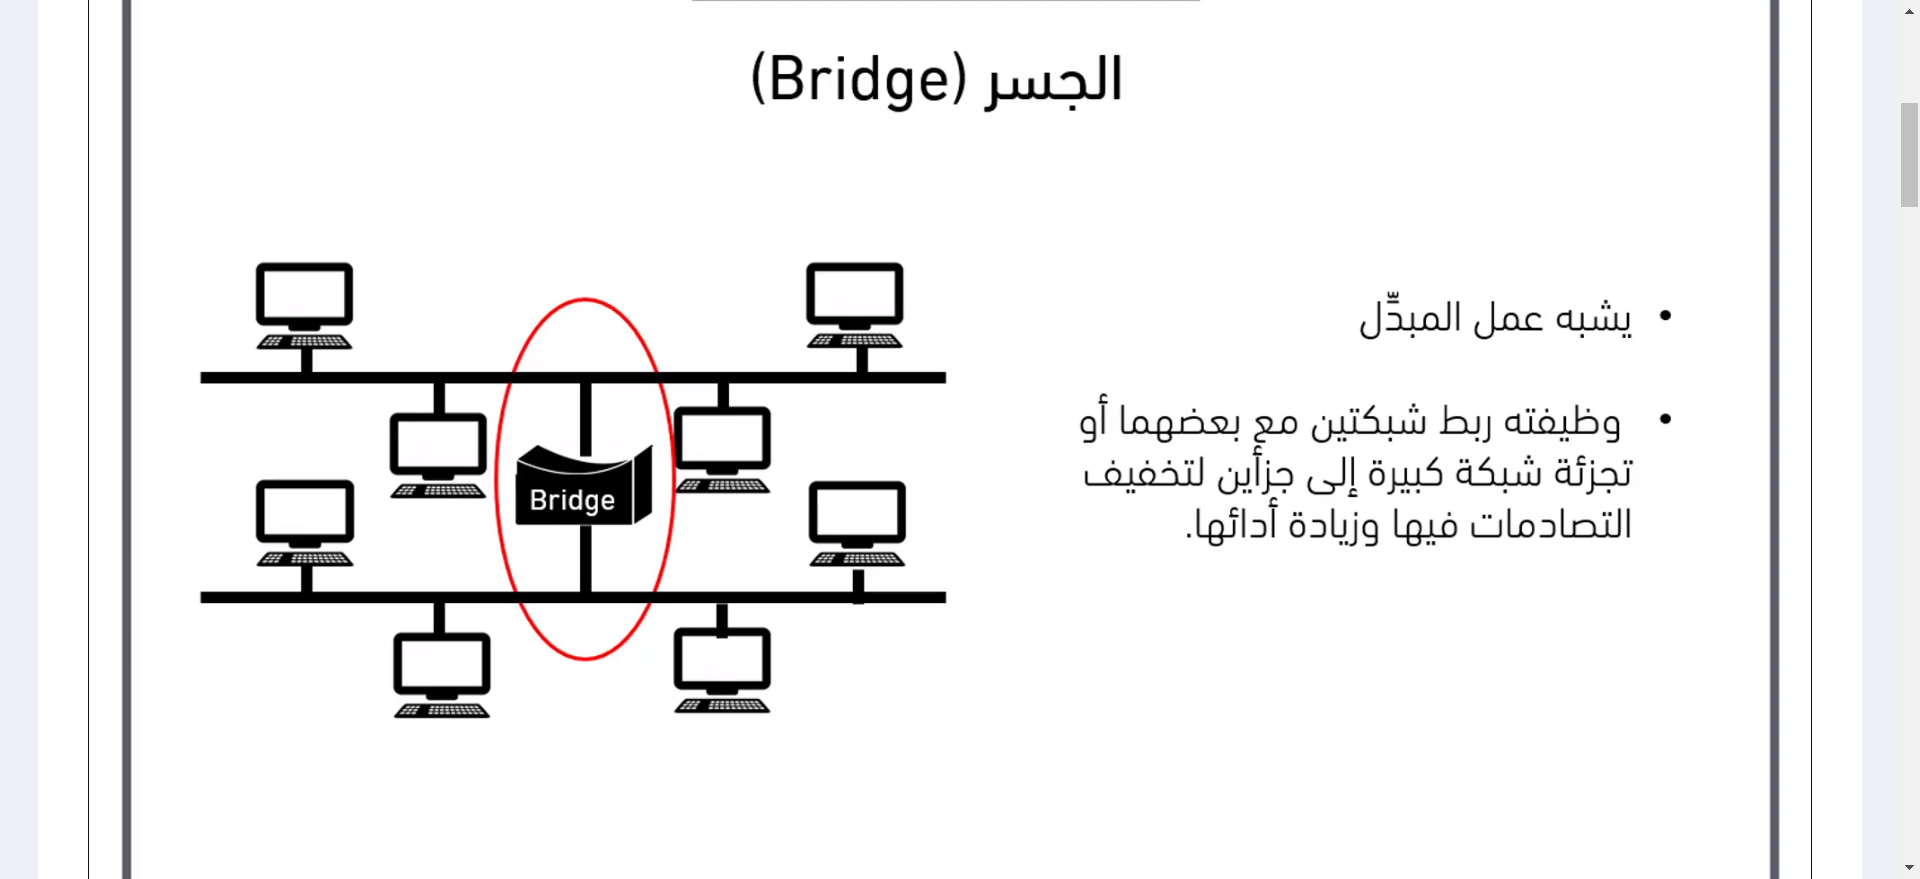 الجسر (Bridge)
يشبه عمل المبدِّل
وظيفته ربط شبكتين مع بعضهما أو
تجزئة شبكة كبيرة إلى جزأين لتخفيف
التصادمات فيها وزيادة أدائها.
Bridge